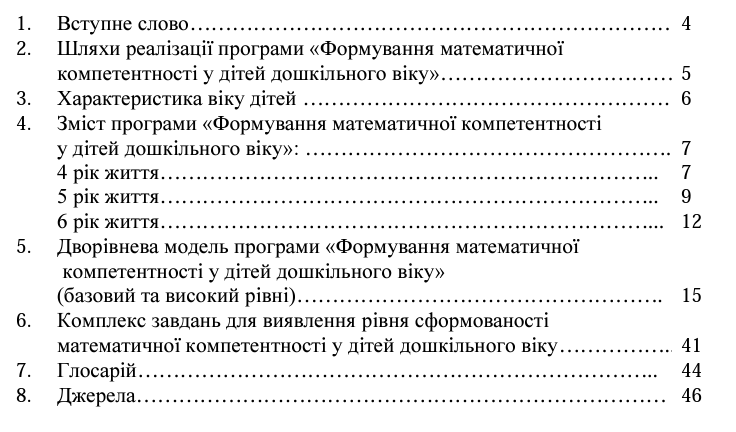 1. Вступне слово……………………………………………………………… 4
2. Шляхи реалізації програми «Формування математичної
компетентності у дітей дошкільного віку»…………………………… 5
3. Характеристика віку дітей ……………………………………………… 6
4. Зміст програми «Формування математичної компетентності
у дітей дошкільного віку»: ……………………………………………. 7
4 рік життя……………………………………………………………... 7
5 рік життя……………………………………………………………... 9
6 рік життя……………………………………………………………... 12
5. Дворівнева модель програми «Формування математичної
компетентності у дітей дошкільного віку»
(базовий та високий рівні)……………………………………………. 15
6. Комплекс завдань для виявлення рівня сформованості
математичної компетентності у дітей дошкільного віку…………….. 41
7. Глосарій………………………………………………………………. 44
8. Джерела………………………………………………………………… 46